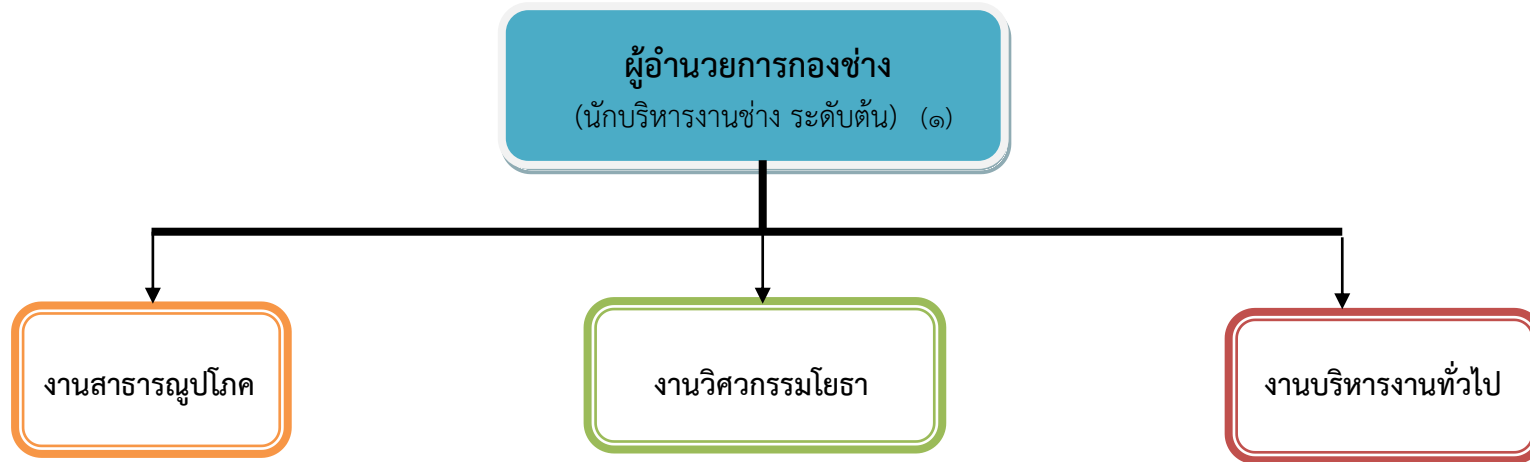 ผู้อำนวยการกองช่าง
(นักบริหารงานช่าง ระดับต้น) (๑)
งานสาธารณูปโภค
งานวิศวกรรมโยธา
งานบริหารงานทั่วไป